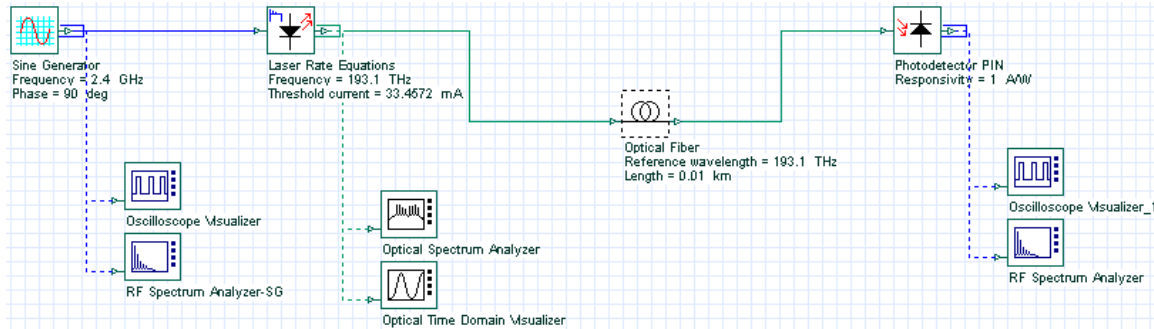 Sine Generator
Frequency = 2.4 GHz
Phase = 90 deg
Laser Rate Equations
Frequency = 193.1 THz
Threshold current = 33.4572 mA
Photodetector PIN
Responsivity = 1 A/W
Optical Fiber
Reference wavelength = 193.1 THz
Length = 0.01 km
Oscilloscope Visualizer
RF Spectrum Analyzer-SG
Optical Spectrum Analyzer
Optical Time Domain Visualizer
Oscilloscope Visualizer_1
RF Spectrum Analyzer